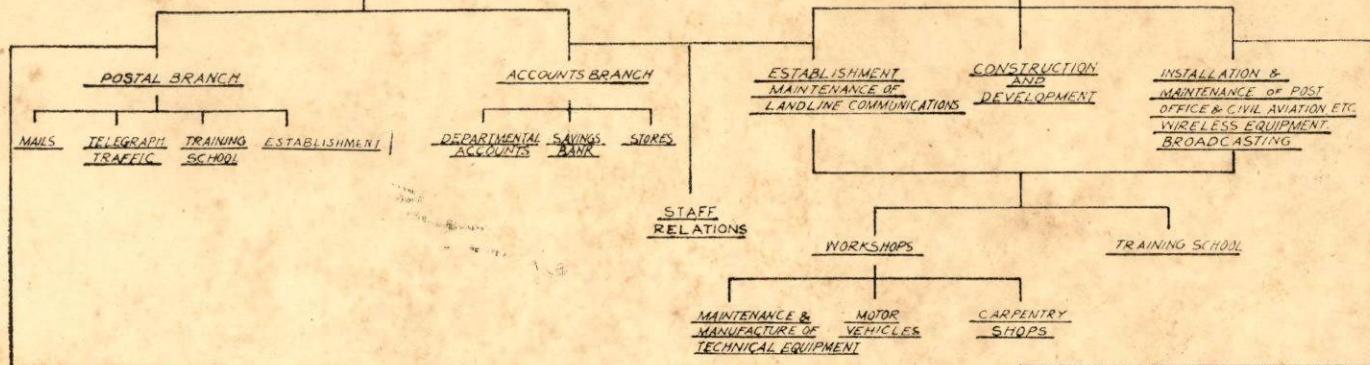 POSTAL BRANCH
MAILS
TELEGRAPH
TRAFFIC
TRAINING
SCHOOL
ESTABLISHMENT
ACCOUNTS BRANCH
DEPARTMENTAL
ACCOUNTS
SAVINGS
BANK
STORES
STAFF
RELATIONS
ESTABLISHMENT
MAINTENANCE OF
LANDLINE COMMUNICATIONS
CONSTRUCTION
AND
DEVELOPMENT
INSTALLATION &
MAINTENANCE OF POST
OFFICE & CIVIL AVIATION ETC
WIRELESS EQUIPMENT
BROADCASTING
WORKSHOPS
TRAINING SCHOOL
MAINTENANCE &
MANUFACTURE OF
TECHNICAL EQUIPMENT
MOTOR
VEHICLES
CARPENTRY
SHOPS